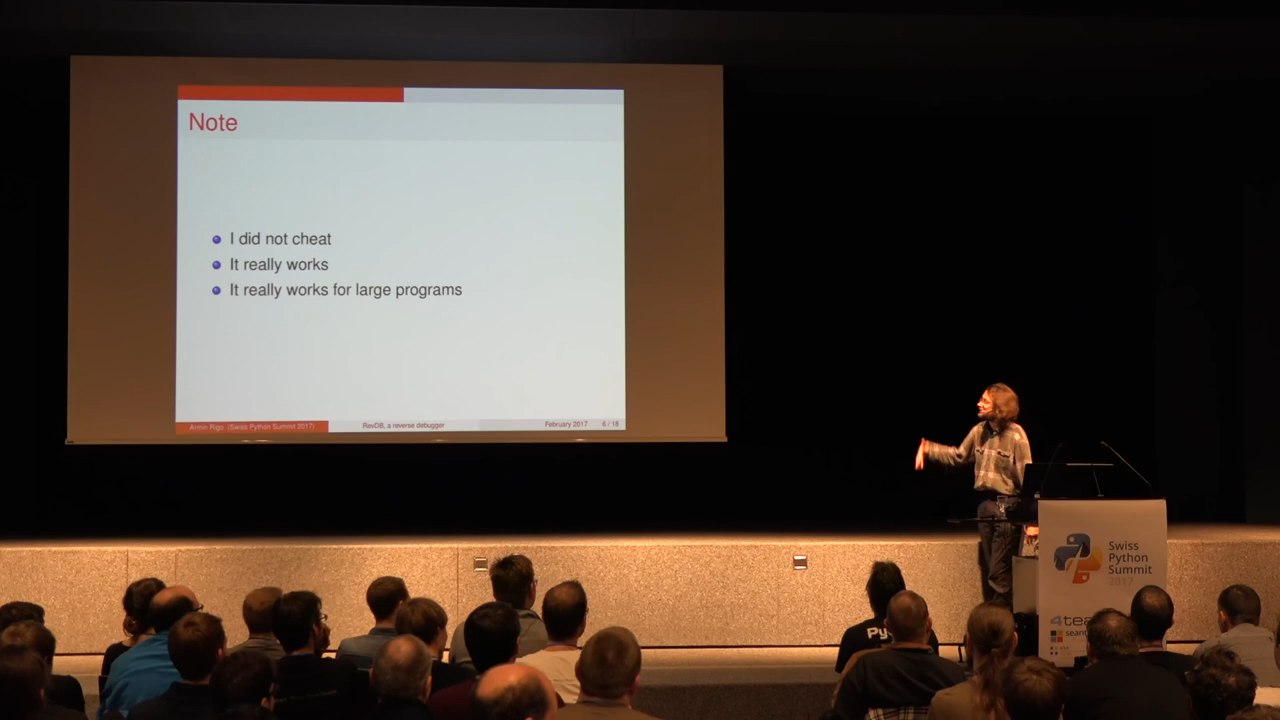 Note
I did not cheat
It really works
It really works for large programs
Armin Rigo (Swiss Python Summit 2017)
RevDB, a reverse debugger
February 2017
6 / 18
Swiss
Python
Summit
2017
Py